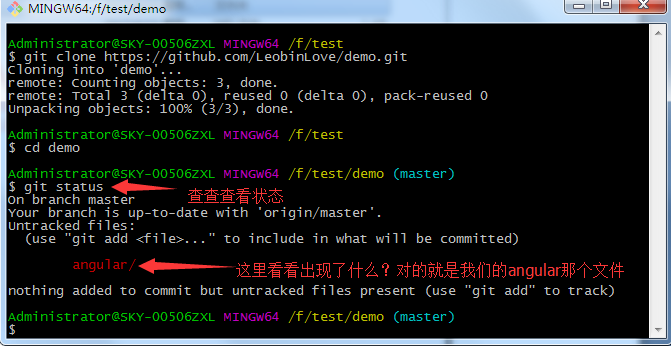 MINGW64:/f/test/demo
Administrator@SKY-00506ZXL MINGW64 /f/test
$ git clone https://github.com/LeobinLove/demo.git
Cloning into 'demo'...
remote: Counting objects: 3, done.
remote: Total 3 (delta 0), reused 0 (delta 0), pack-reused 0
Unpacking objects: 100% (3/3), done.
Administrator@SKY-00506ZXL MINGW64 /f/test
$ cd demo
Administrator@SKY-00506ZXL MINGW64 /f/test/demo (master)
$ git status 查查查看状态
On branch master
Your branch is up-to-date with 'origin/master'.
Untracked files:
(use "git add <file>..." to include in what will be committed)
angular/ 这里看看出现了什么？对的就是我们的angular那个文件
nothing added to commit but untracked files present (use "git add" to track)
Administrator@SKY-00506ZXL MINGW64 /f/test/demo (master)
$